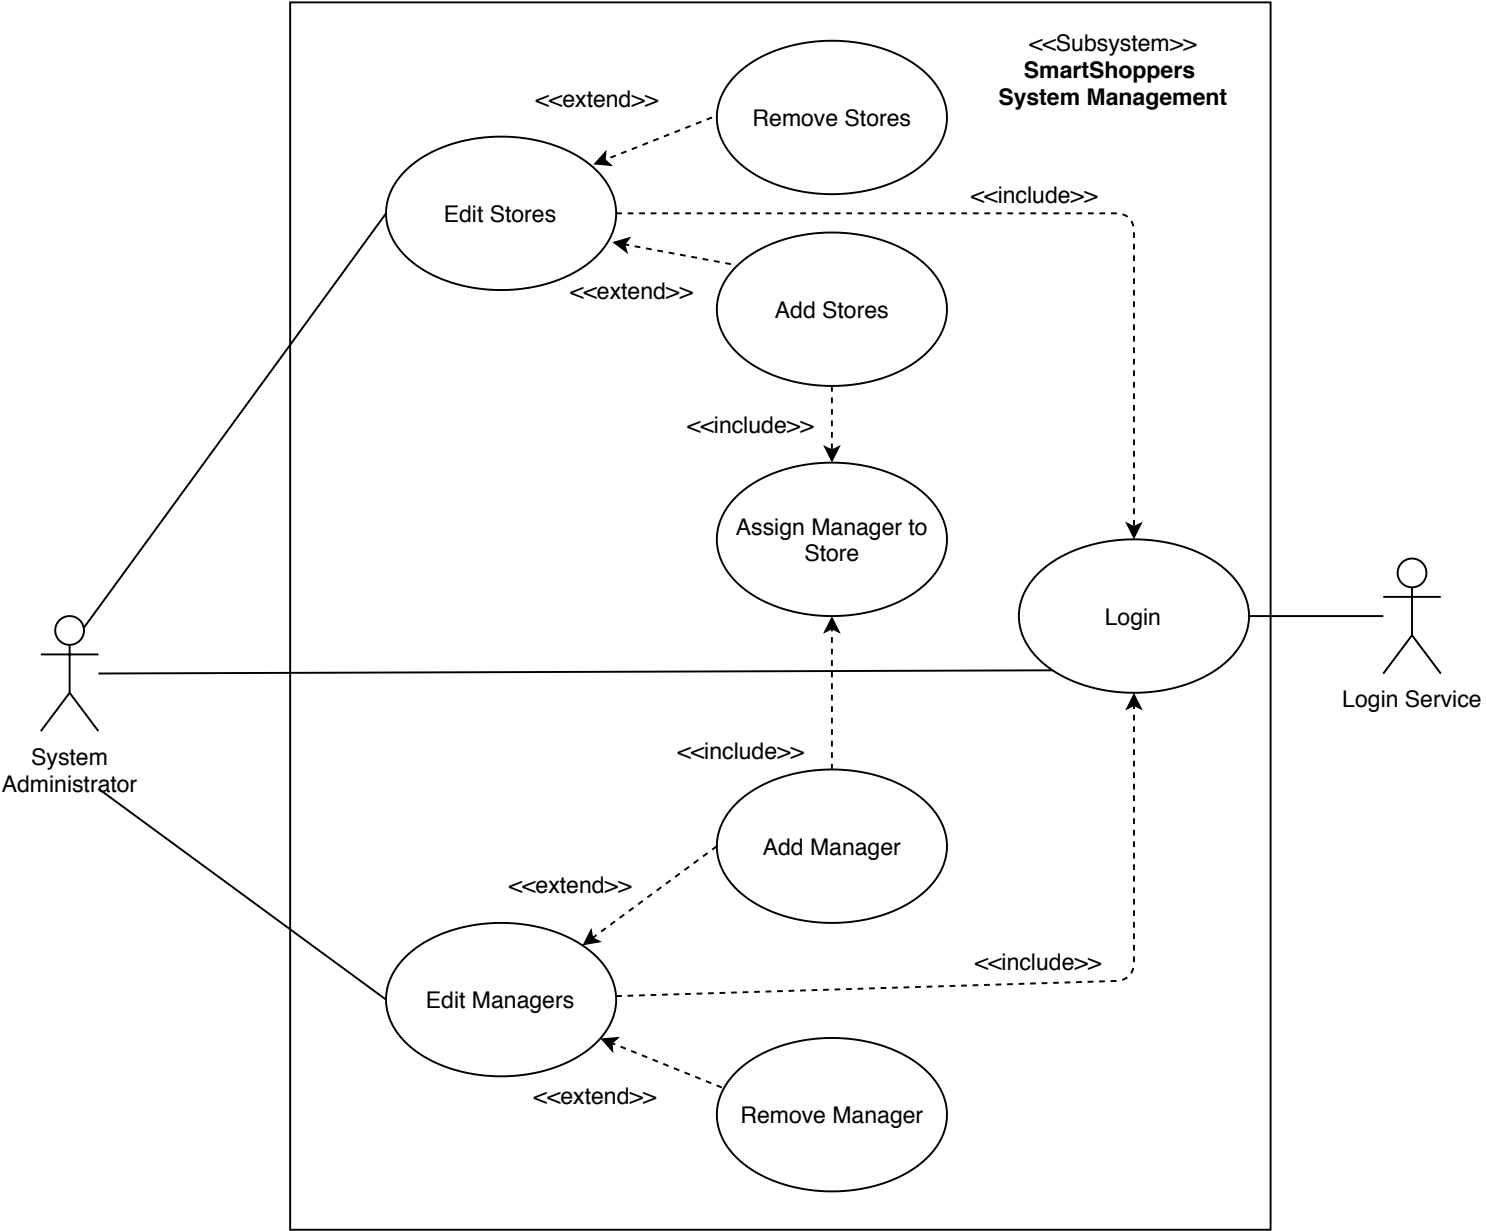 <<Subsystem>>
SmartShoppers
System Management
<<extend>>
Remove Stores
<<include>>
Edit Stores
<<extend>>
Add Stores
<<include>>
Assign Manager to
Store
Login
Login Service
System
Administrator
<<include>>
Add Manager
<<extend>>
<<include>>
Edit Managers
<<extend>>
Remove Manager